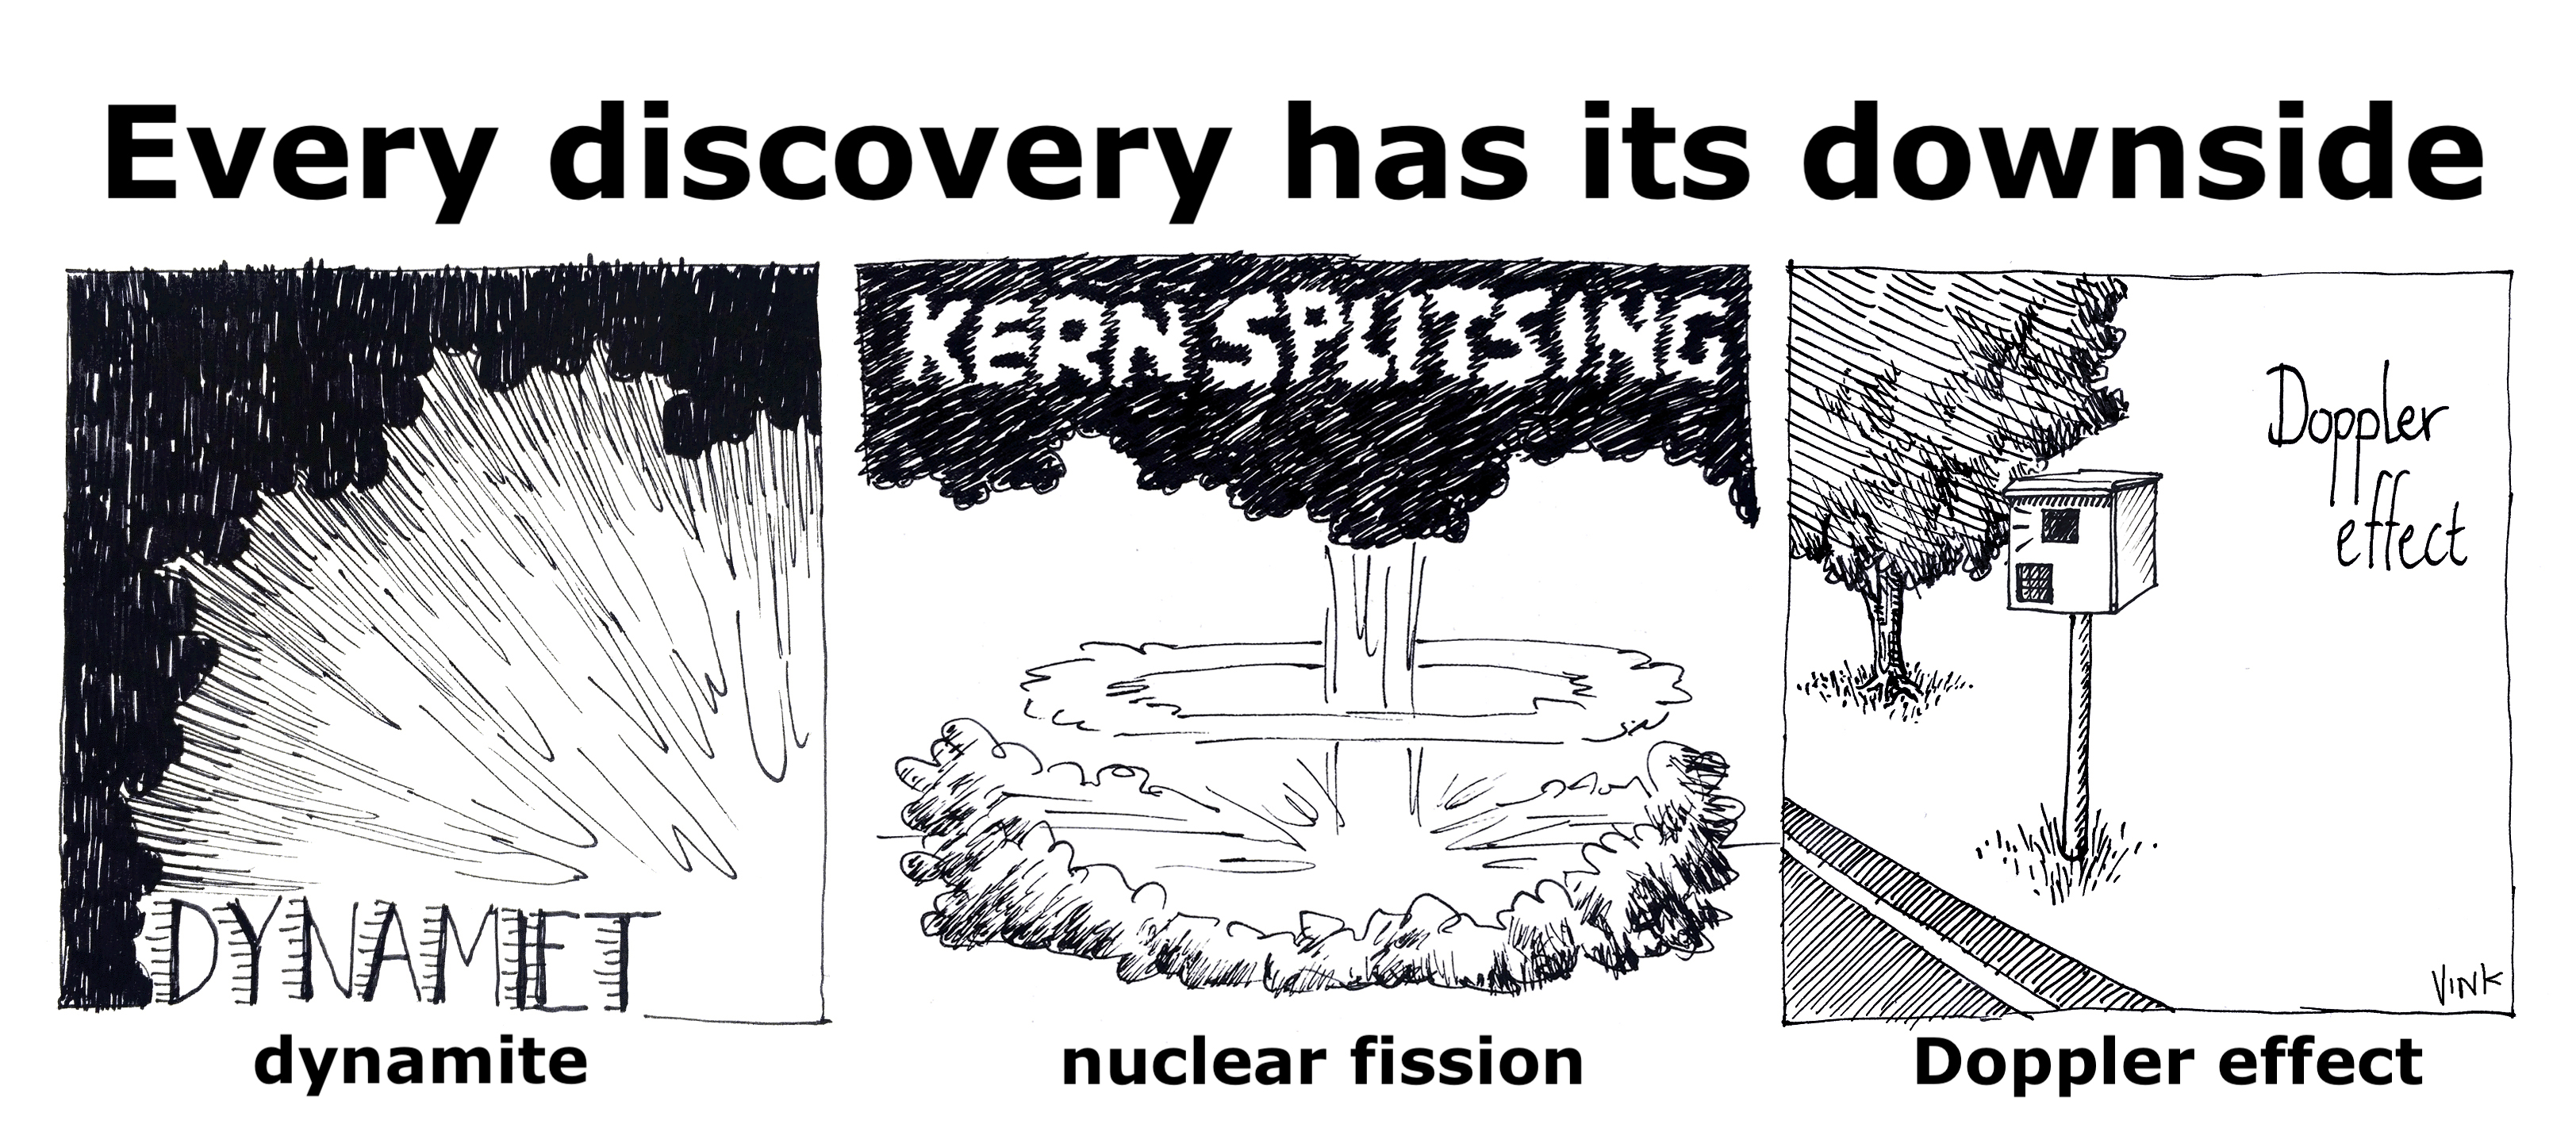 Every discovery has its downside
DYNAMIET
KERNSPLITSING
Doppler
effect
VINK
dynamite
nuclear fission
Doppler effect